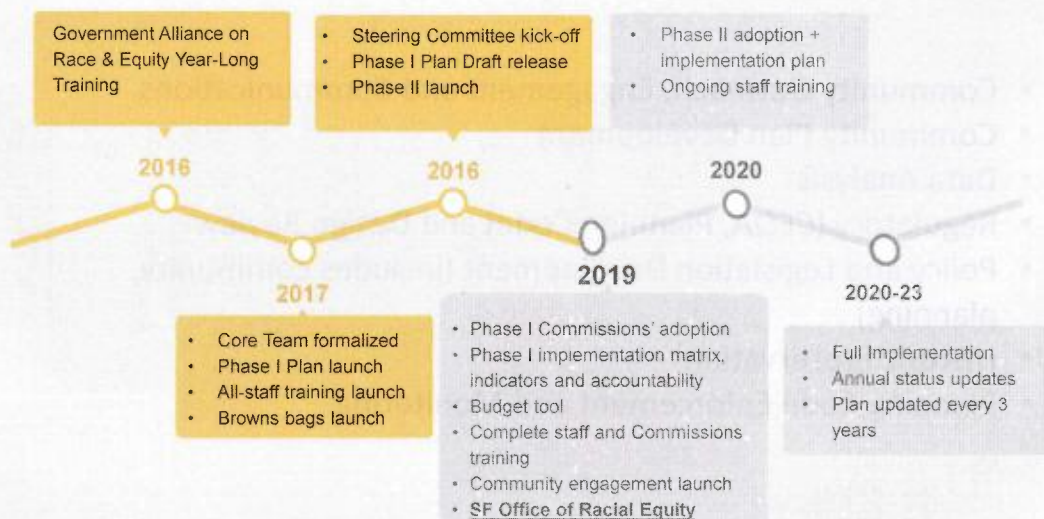 Government Alliance on
Race & Equity Year-Long
Training
• Steering Committee kick-off
• Phase I Plan Draft release
• Phase II launch
• Phase II adoption +
implementation plan
• Ongoing staff training
2016
2016
2020
2017
2019
2020-23
• Core Team formalized
• Phase I Plan launch
• All-staff training launch
• Browns bags launch
• Phase I Commissions' adoption
• Phase I implementation matrix,
indicators and accountability
• Budget tool
• Complete staff and Commissions
training
• Community engagement launch
• SF Office of Racial Equity
• Full Implementation
• Annual status updates
• Plan updated every 3
years